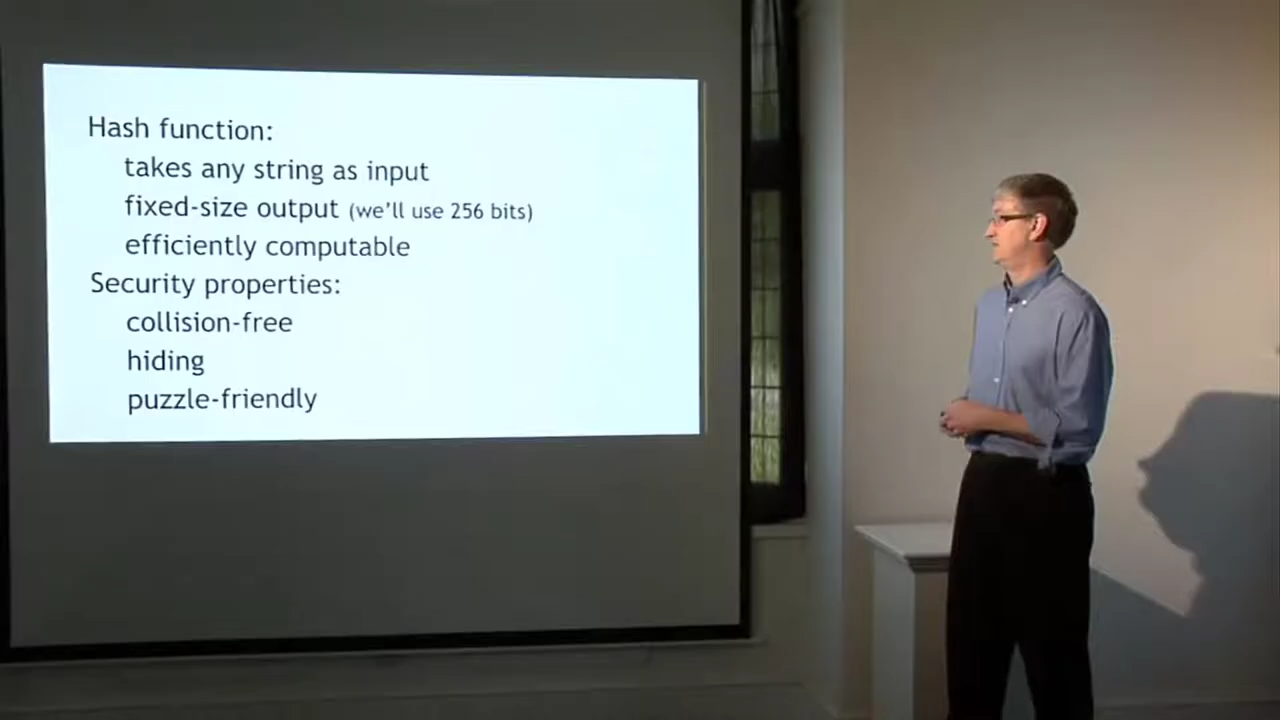 Hash function:
takes any string as input
fixed-size output (we'll use 256 bits)
efficiently computable
Security properties:
collision-free
hiding
puzzle-friendly